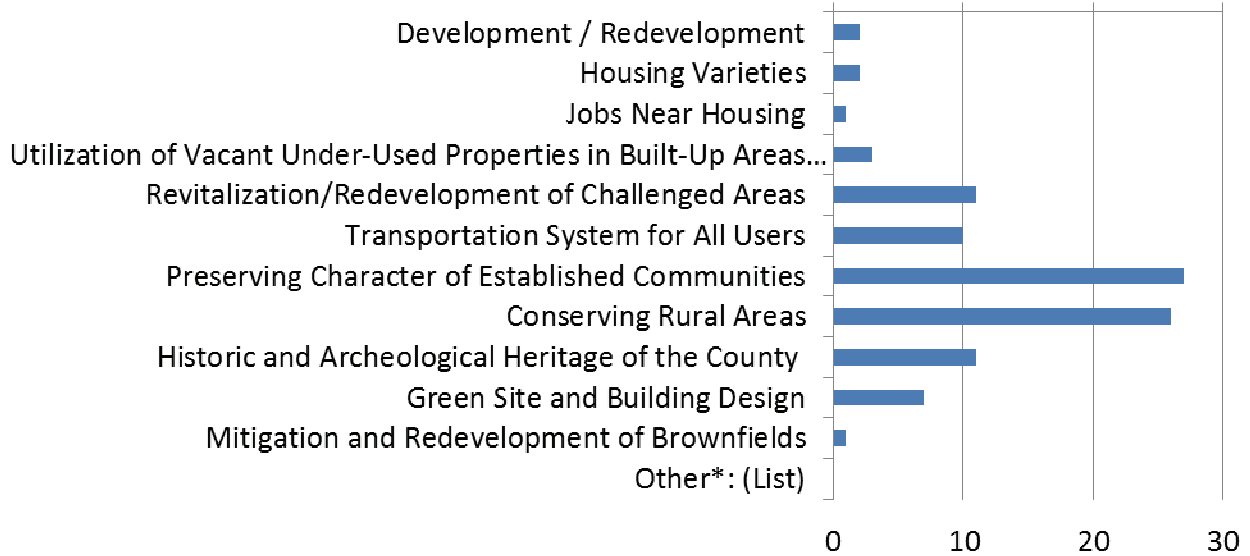 Development / Redevelopment
Housing Varieties
Jobs Near Housing
Utilization of Vacant Under-Used Properties in Built-Up Areas...
Revitalization/Redevelopment of Challenged Areas
Transportation System for All Users
Preserving Character of Established Communities
Conserving Rural Areas
Historic and Archeological Heritage of the County
Green Site and Building Design
Mitigation and Redevelopment of Brownfields
Other*: (List)
0 10 20 30